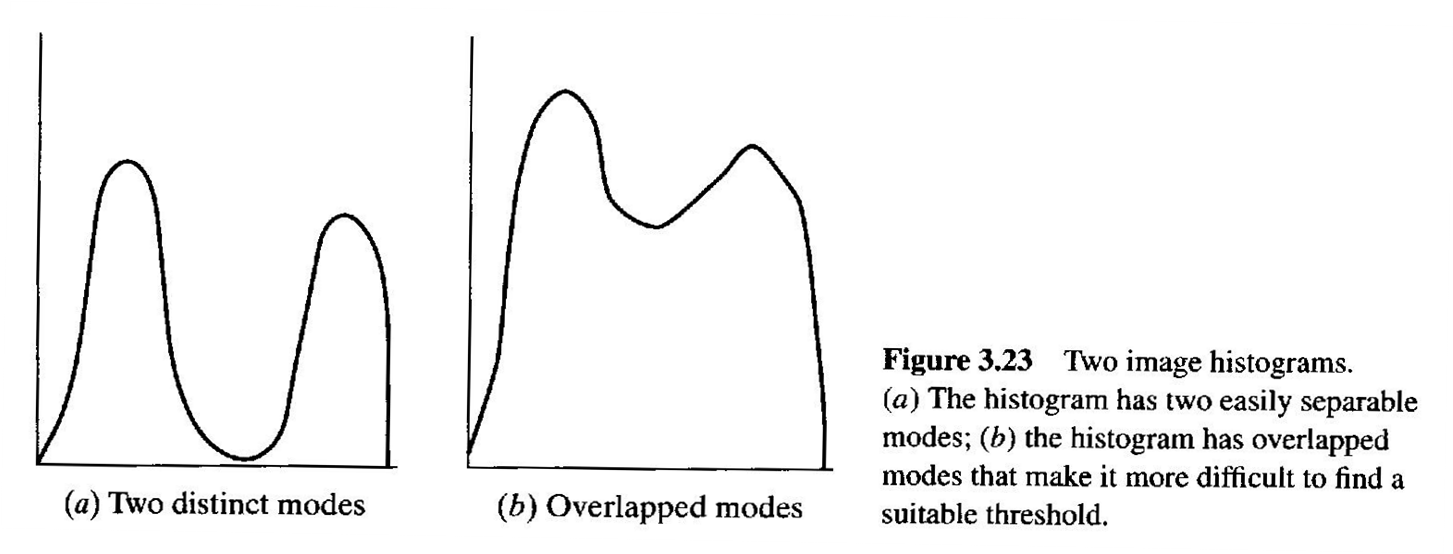 (a) Two distinct modes
(b) Overlapped modes
Figure 3.23 Two image histograms.
(a) The histogram has two easily separable
modes; (b) the histogram has overlapped
modes that make it more difficult to find a
suitable threshold.